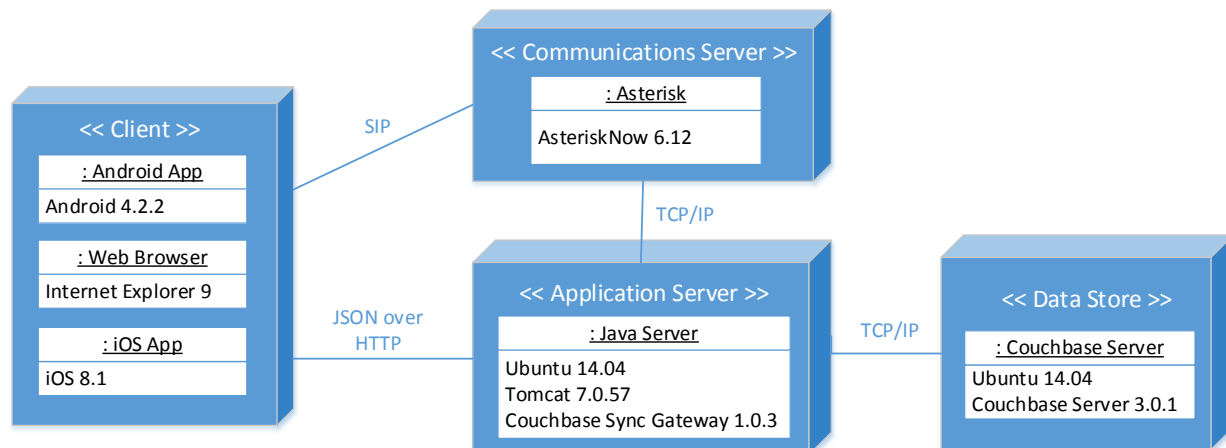 << Communications Server >>
: Asterisk
AsteriskNow 6.12
<< Client >>
: Android App
Android 4.2.2
: Web Browser
Internet Explorer 9
: iOS App
iOS 8.1
SIP
TCP/IP
JSON over
HTTP
<< Application Server >>
: Java Server
Ubuntu 14.04
Tomcat 7.0.57
Couchbase Sync Gateway 1.0.3
TCP/IP
<< Data Store >>
: Couchbase Server
Ubuntu 14.04
Couchbase Server 3.0.1